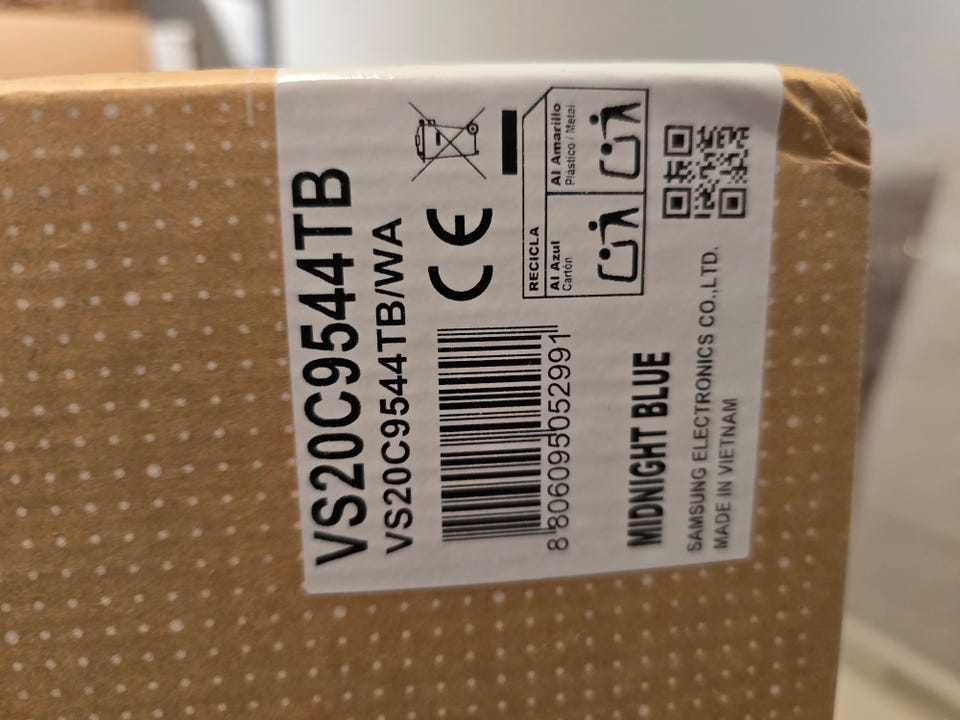 VS20C9544TB
VS20C9544TB/WA
CE
RECICLA
Al Azul
Cartón
Al Amarillo
Plástico / Metal
8 806095 052991
MIDNIGHT BLUE
SAMSUNG ELECTRONICS CO.,LTD.
MADE IN VIETNAM